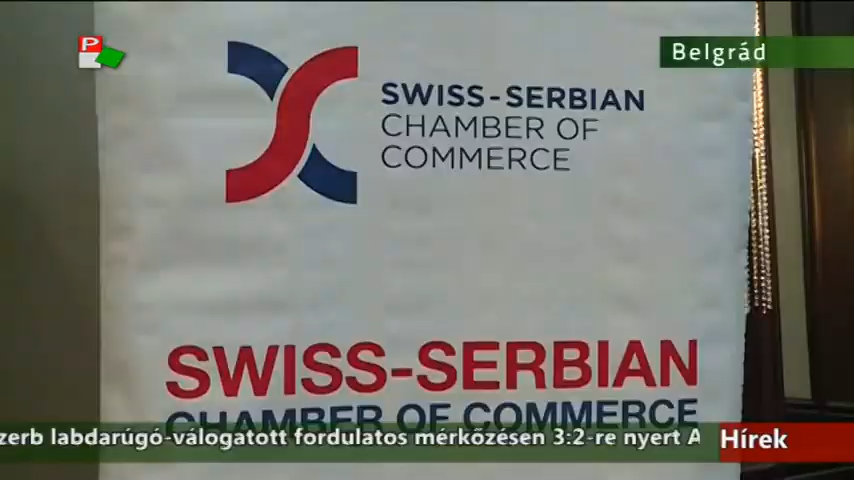 P
Belgrád
SWISS-SERBIAN
CHAMBER OF
COMMERCE
SWISS-SERBIAN
CHAMBER OF COMMERCE
zerb labdarúgó-válogatott fordulatos mérkőzésen 3:2-re nyert A
Hírek